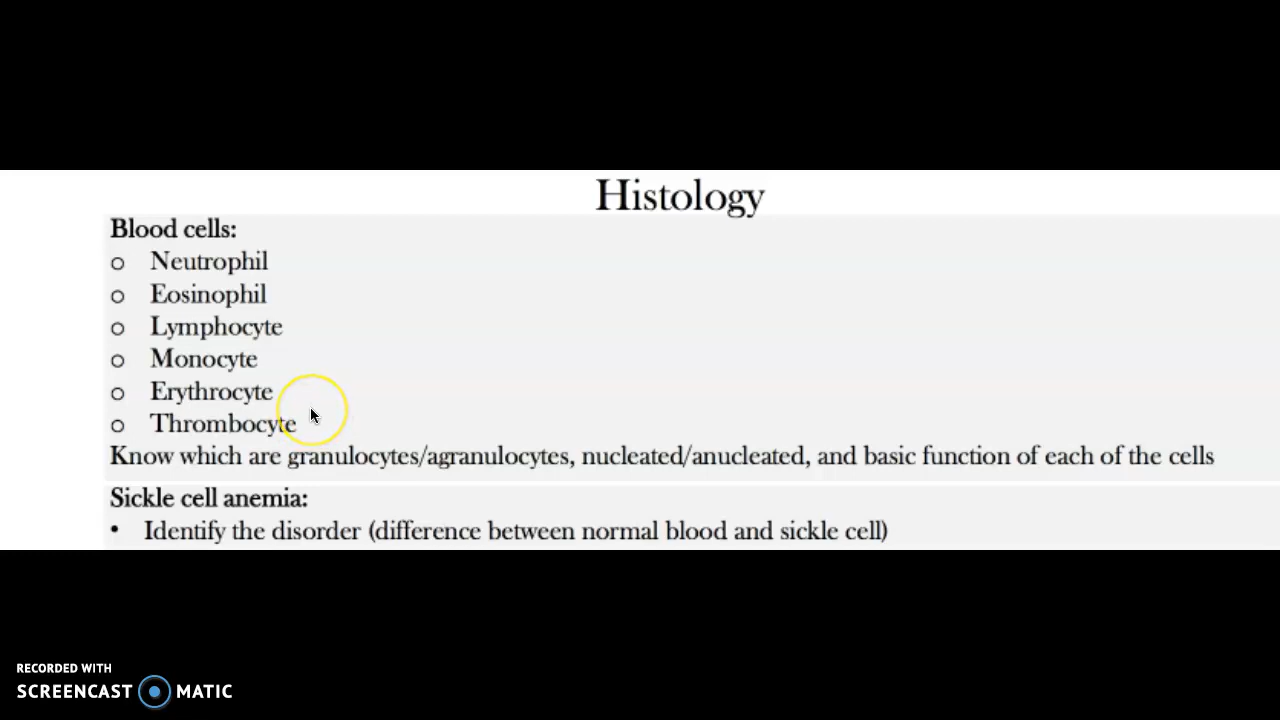 Histology
Blood cells:
o Neutrophil
o Eosinophil
o Lymphocyte
o Monocyte
o Erythrocyte
o Thrombocyte
Know which are granulocytes/agranulocytes, nucleated/anucleated, and basic function of each of the cells
Sickle cell anemia:
• Identify the disorder (difference between normal blood and sickle cell)
RECORDED WITH
SCREENCAST MATIC